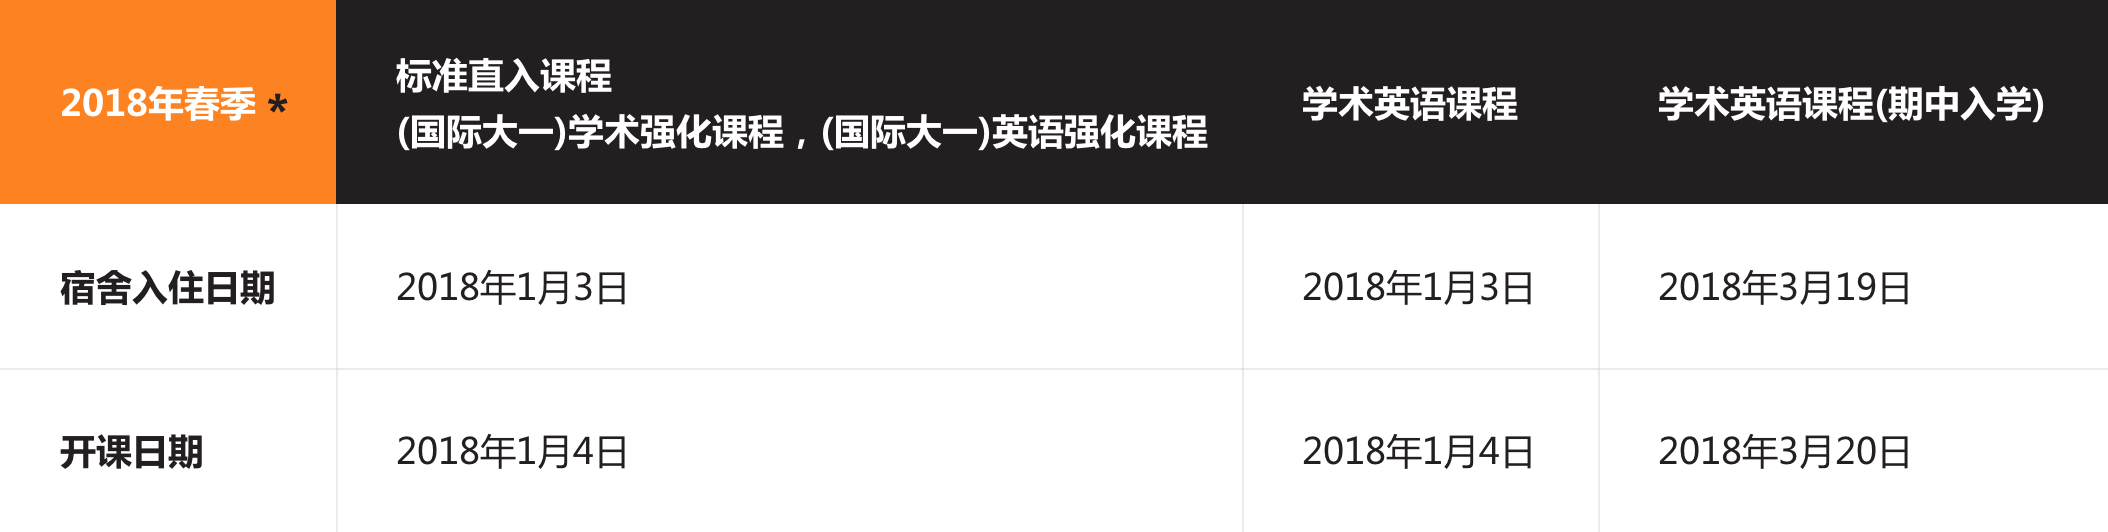 2018年春季 *
标准直入课程
(国际大一)学术强化课程，(国际大一)英语强化课程
学术英语课程
学术英语课程(期中入学)
宿舍入住日期
2018年1月3日
2018年1月3日
2018年3月19日
开课日期
2018年1月4日
2018年1月4日
2018年3月20日